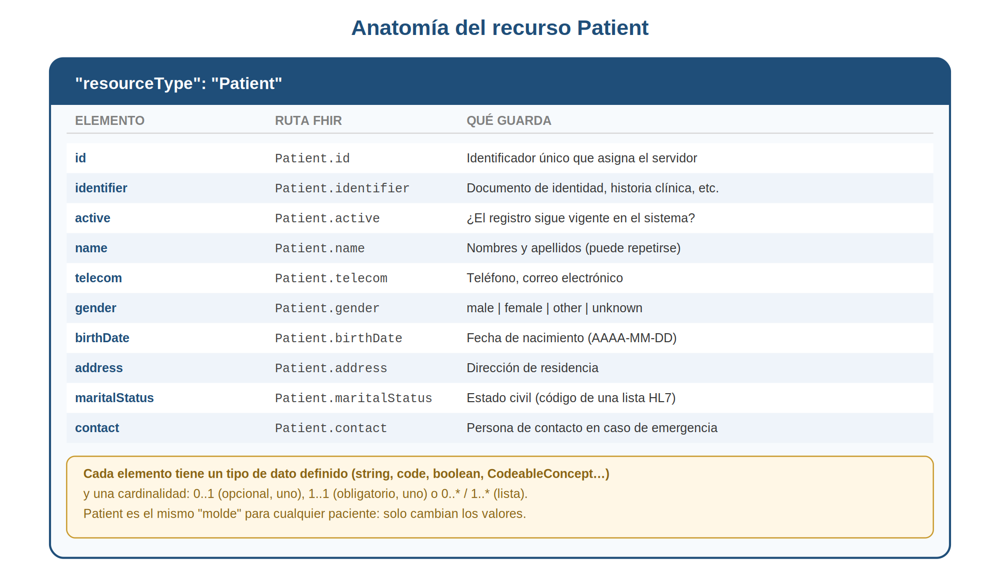 Anatomía del recurso Patient
"resourceType": "Patient"
ELEMENTO RUTA FHIR QUÉ GUARDA
id Patient.id Identificador único que asigna el servidor
identifier Patient.identifier Documento de identidad, historia clínica, etc.
active Patient.active ¿El registro sigue vigente en el sistema?
name Patient.name Nombres y apellidos (puede repetirse)
telecom Patient.telecom Teléfono, correo electrónico
gender Patient.gender male | female | other | unknown
birthDate Patient.birthDate Fecha de nacimiento (AAAA-MM-DD)
address Patient.address Dirección de residencia
maritalStatus Patient.maritalStatus Estado civil (código de una lista HL7)
contact Patient.contact Persona de contacto en caso de emergencia
Cada elemento tiene un tipo de dato definido (string, code, boolean, CodeableConcept…)
y una cardinalidad: 0..1 (opcional, uno), 1..1 (obligatorio, uno) o 0..* / 1..* (lista).
Patient es el mismo "molde" para cualquier paciente: solo cambian los valores.